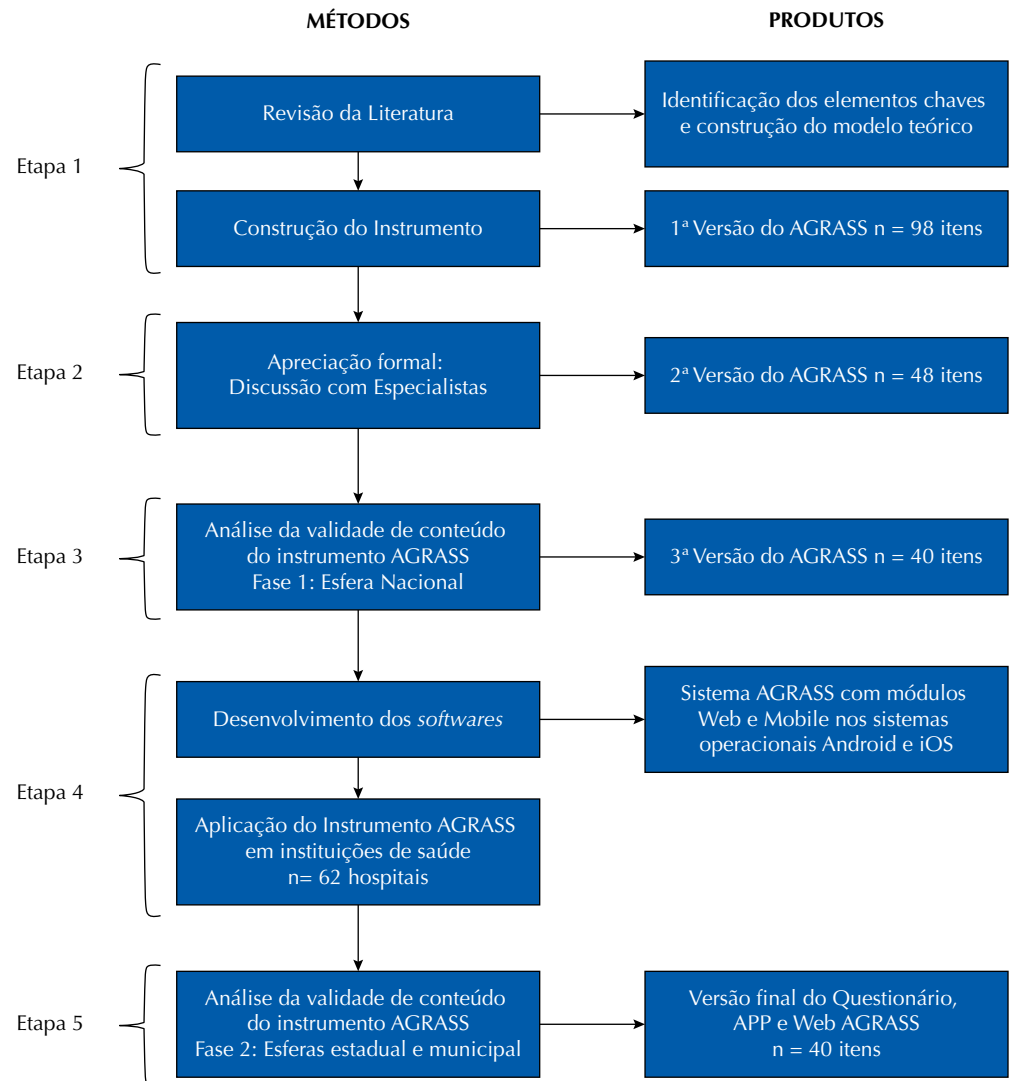 MÉTODOS
PRODUTOS
Etapa 1
Revisão da Literatura
Identificação dos elementos chaves
e construção do modelo teórico
Construção do Instrumento
1ª Versão do AGRASS n = 98 itens
Etapa 2
Apreciação formal:
Discussão com Especialistas
2ª Versão do AGRASS n = 48 itens
Etapa 3
Análise da validade de conteúdo
do instrumento AGRASS
Fase 1: Esfera Nacional
3ª Versão do AGRASS n = 40 itens
Etapa 4
Desenvolvimento dos softwares
Sistema AGRASS com módulos
Web e Mobile nos sistemas
operacionais Android e iOS
Aplicação do Instrumento AGRASS
em instituições de saúde
n= 62 hospitais
Etapa 5
Análise da validade de conteúdo
do instrumento AGRASS
Fase 2: Esferas estadual e municipal
Versão final do Questionário,
APP e Web AGRASS
n = 40 itens